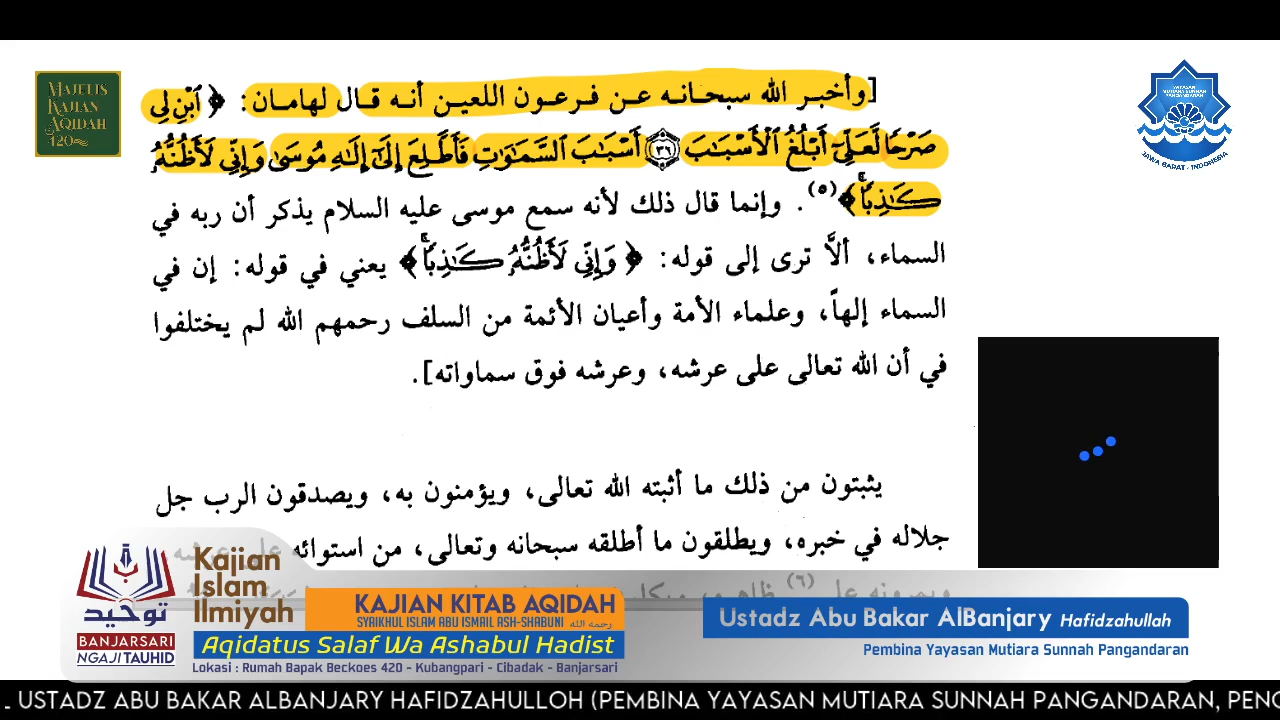 MAJELIS
KAJIAN
AQIDAH
420
[وأخبر الله سبحانه عن فرعون اللعين أنه قال لهامان: ﴿ ٱبْنِ لِي
صَرْحًا لَّعَلِّيٓ أَبْلُغُ ٱلْأَسْبَٰبَ ٣٦ أَسْبَٰبَ ٱلسَّمَٰوَٰتِ فَأَطَّلِعَ إِلَىٰٓ إِلَٰهِ مُوسَىٰ وَإِنِّي لَأَظُنُّهُۥ
كَٰذِبًاۚ ﴾(٥). وإنما قال ذلك لأنه سمع موسى عليه السلام يذكر أن ربه في
السماء، ألاَّ ترى إلى قوله: ﴿ وَإِنِّي لَأَظُنُّهُۥ كَٰذِبًاۚ ﴾ يعني في قوله: إن في
السماء إلهاً، وعلماء الأمة وأعيان الأئمة من السلف رحمهم الله لم يختلفوا
في أن الله تعالى على عرشه، وعرشه فوق سماواته].
يثبتون من ذلك ما أثبته الله تعالى، ويؤمنون به، ويصدقون الرب جل
جلاله في خبره، ويطلقون ما أطلقه سبحانه وتعالى، من استوائه على
YAYASAN
MUTIARA SUNNAH
PANGANDARAN
JAWA BARAT - INDONESIA
توحيد
BANJARSARI
NGAJI TAUHID
Kajian
Islam
Ilmiyah
KAJIAN KITAB AQIDAH
SYAIKHUL ISLAM ABU ISMAIL ASH-SHABUNI رحمه الله
Aqidatus Salaf Wa Ashabul Hadist
Lokasi : Rumah Bapak Beckoes 420 - Kubangpari - Cibadak - Banjarsari
Ustadz Abu Bakar AlBanjary Hafidzahullah
Pembina Yayasan Mutiara Sunnah Pangandaran
USTADZ ABU BAKAR ALBANJARY HAFIDZAHULLOH (PEMBINA YAYASAN MUTIARA SUNNAH PANGANDARAN, PENG